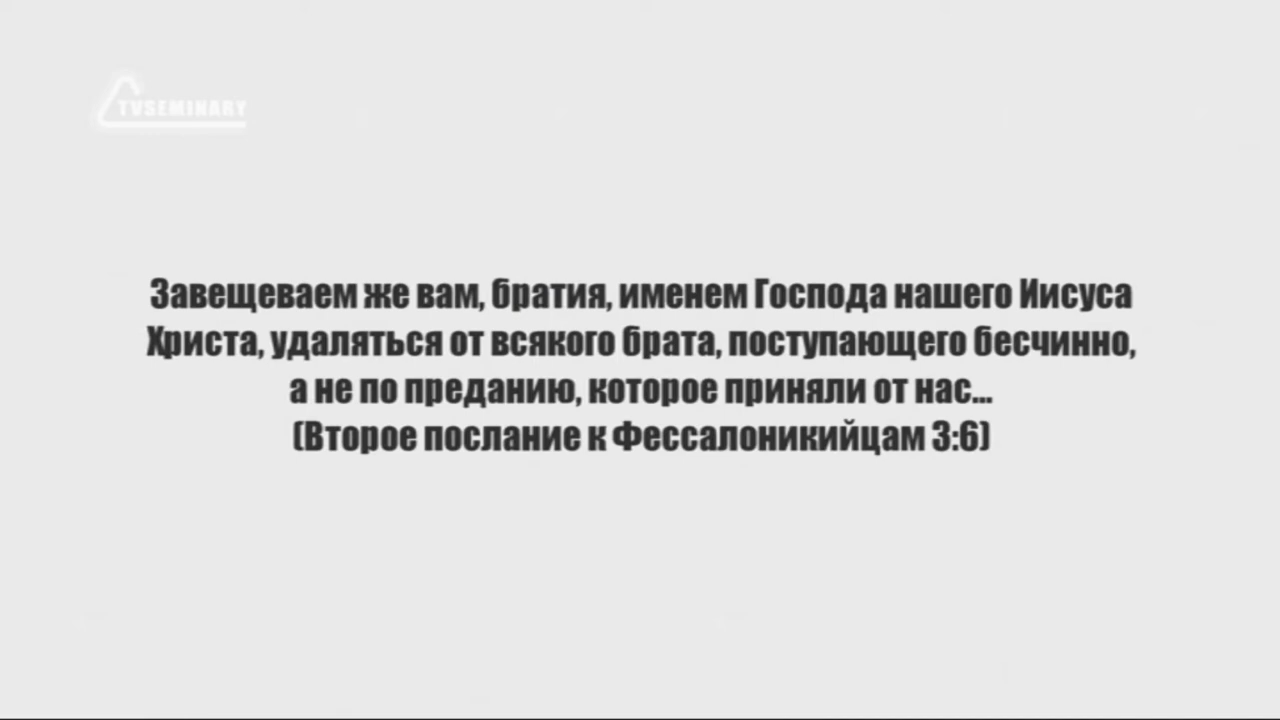 TVSEMINARY
Завещеваем же вам, братия, именем Господа нашего Иисуса
Христа, удаляться от всякого брата, поступающего бесчинно,
а не по преданию, которое приняли от нас...
(Второе послание к Фессалоникийцам 3:6)